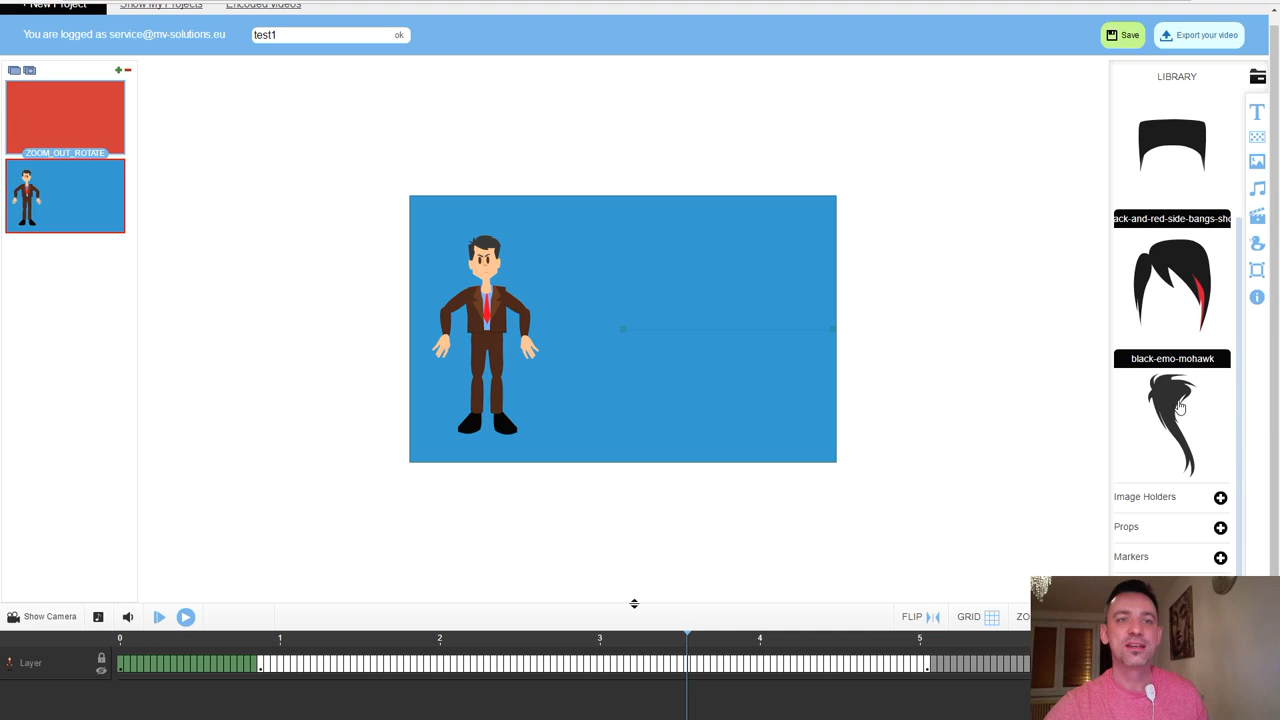 + New Project Show My Projects Encoded videos
You are logged as service@mv-solutions.eu test1 ok Save Export your video
LIBRARY
T
ZOOM_OUT_ROTATE
ack-and-red-side-bangs-sho
black-emo-mohawk
Image Holders
Props
Markers
Show Camera FLIP GRID ZO
0 1 2 3 4 5
Layer